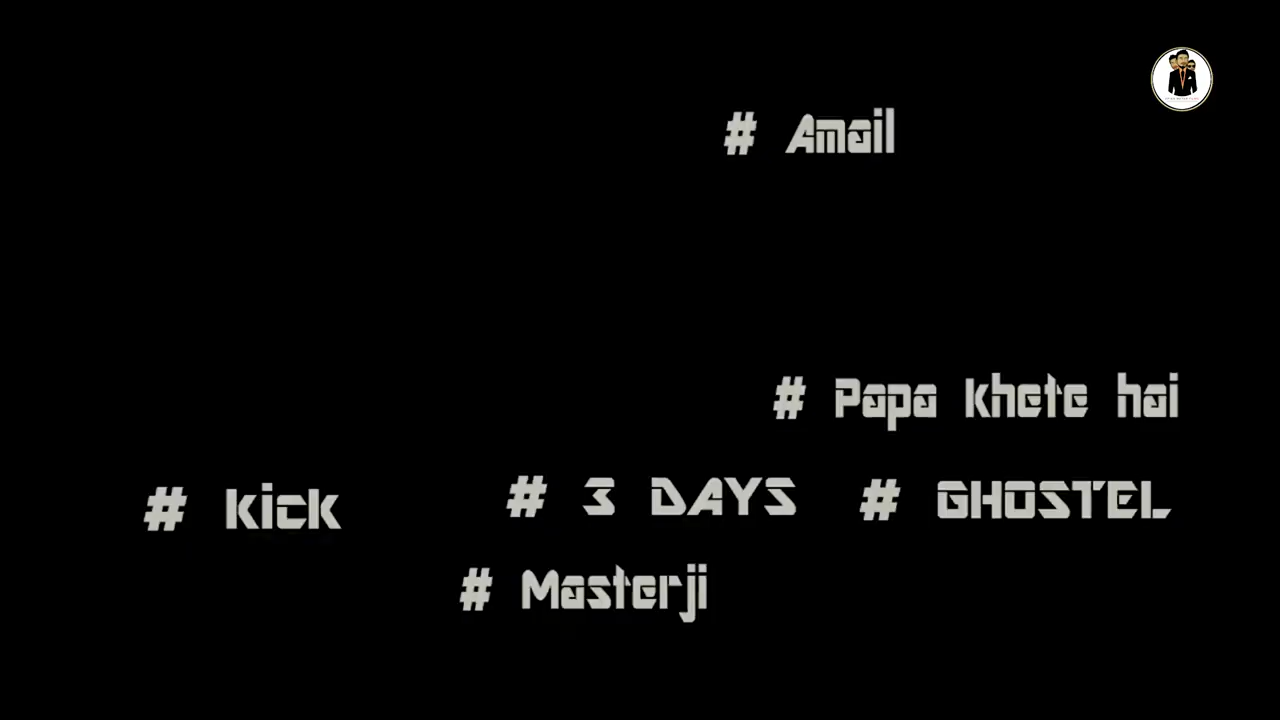 # Amail
# Papa khete hai
# kick
# 3 DAYS
# GHOSTEL
# Masterji